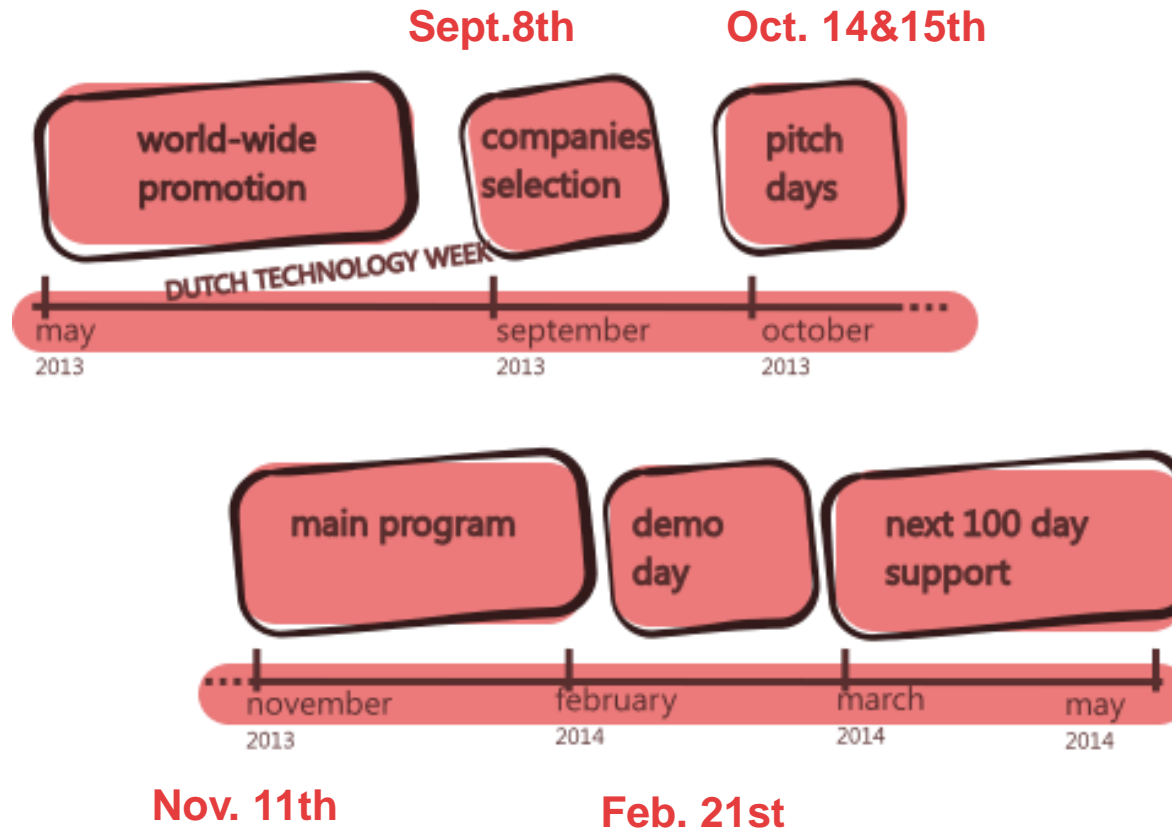 Sept.8th
Oct. 14&15th
world-wide
promotion
companies
selection
pitch
days
DUTCH TECHNOLOGY WEEK
may
2013
september
2013
october
2013
main program
demo
day
next 100 day
support
november
2013
february
2014
march
2014
may
2014
Nov. 11th
Feb. 21st